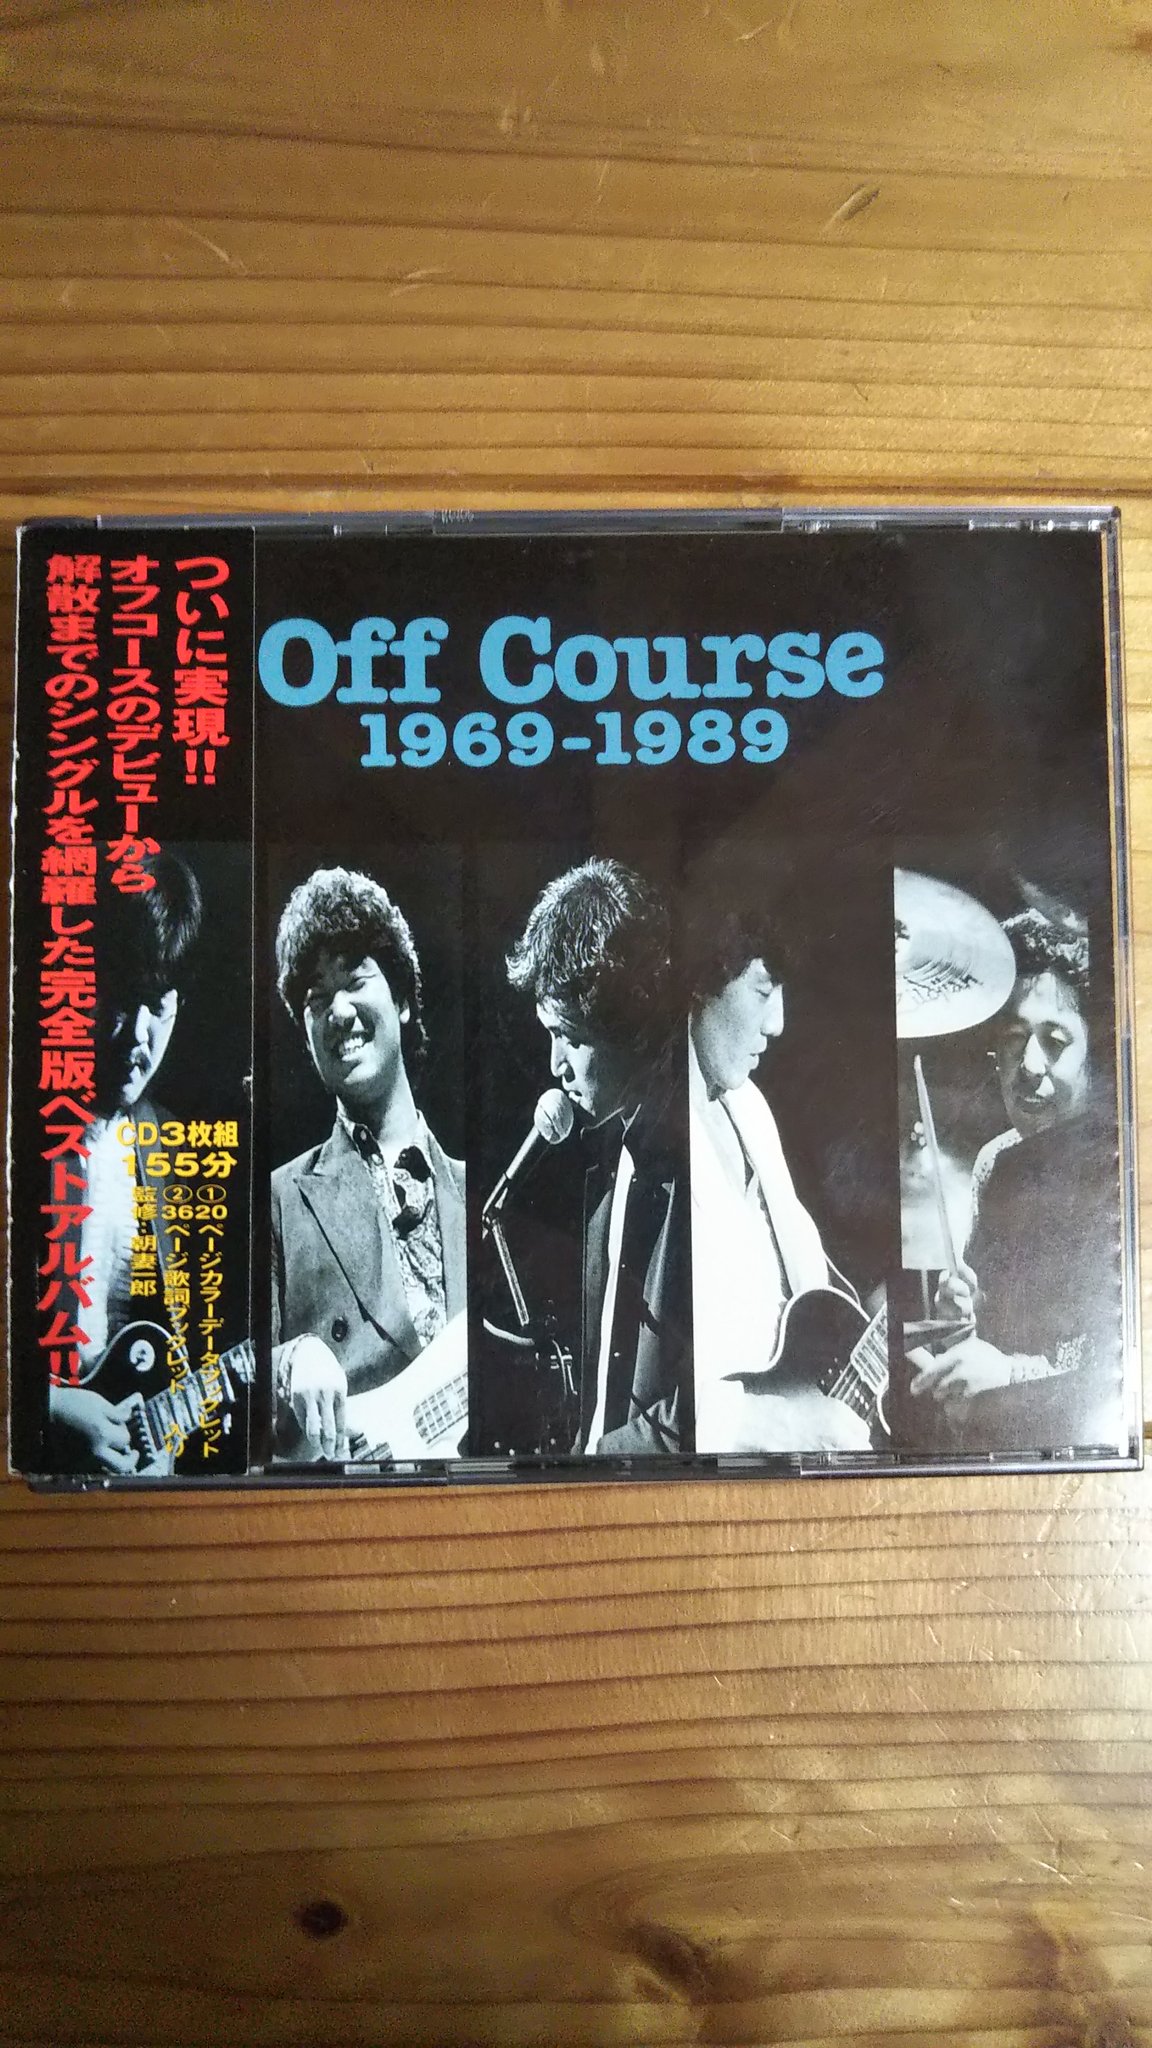 ついに実現!!
オフコースのデビューから
解散までのシングルを網羅した完全版ベストアルバム!!
CD3枚組
155分
①20ページカラーデータブックレット
②36ページ歌詞ブックレット 入り
監修:朝妻一郎
Off Course
1969-1989